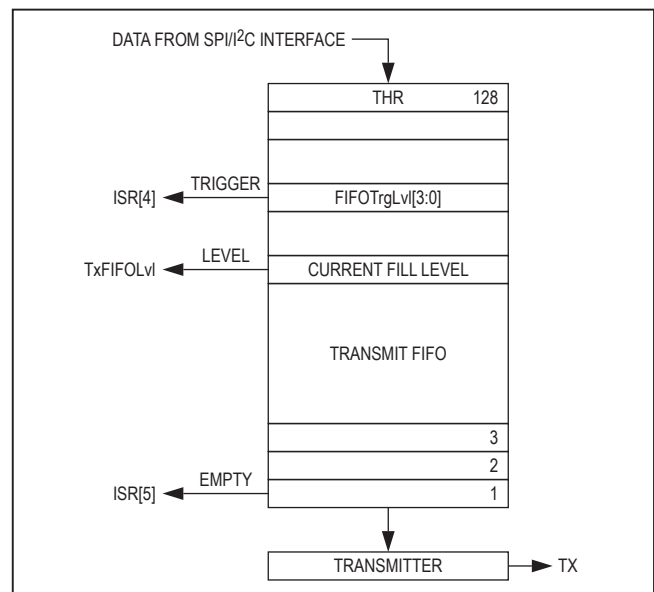 DATA FROM SPI/I2C INTERFACE
THR 128
ISR[4] TRIGGER FIFOTrgLvl[3:0]
TxFIFOLvl LEVEL CURRENT FILL LEVEL
TRANSMIT FIFO
3
2
ISR[5] EMPTY 1
TRANSMITTER TX